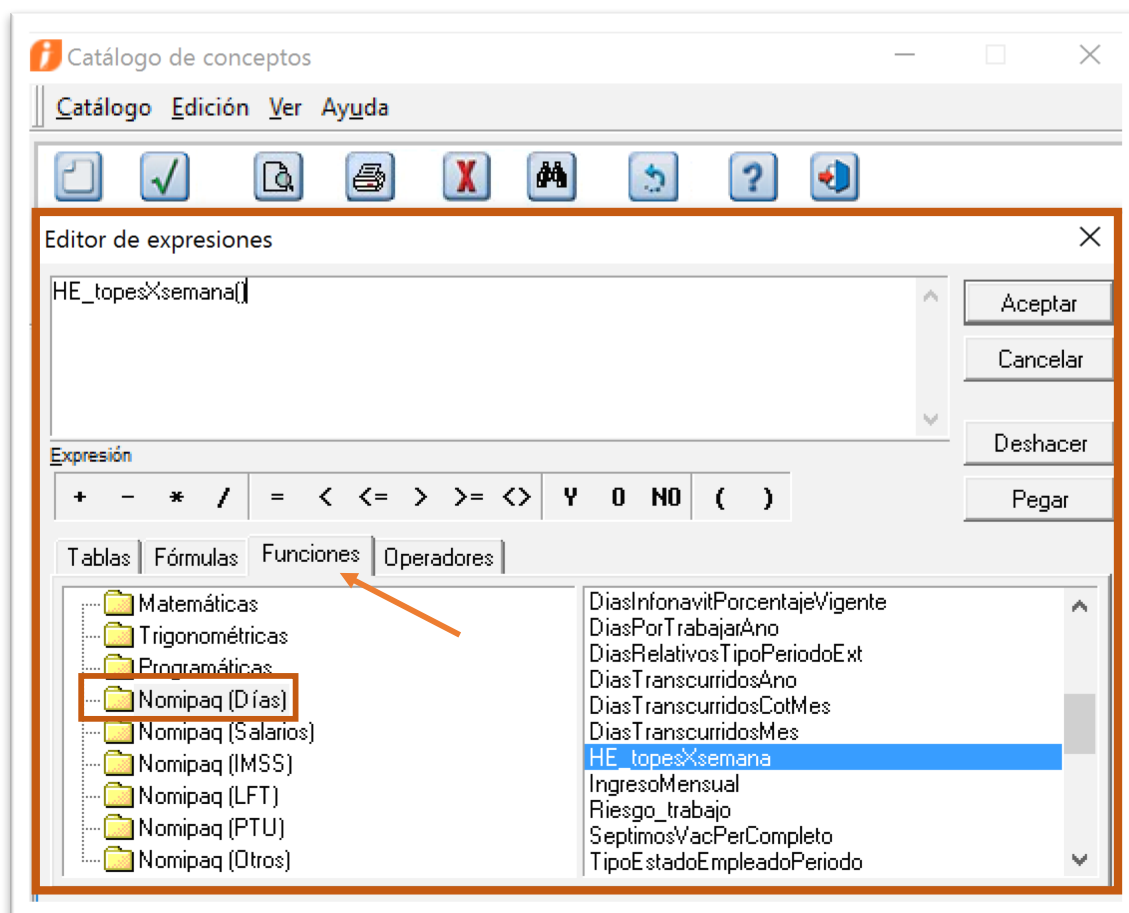 Catálogo de conceptos
Catálogo Edición Ver Ayuda
Editor de expresiones
HE_topesXsemana()
Aceptar
Cancelar
Deshacer
Pegar
Expresión
+ - * / = < <= > >= <> Y O NO ( )
Tablas Fórmulas Funciones Operadores
Matemáticas
Trigonométricas
Programáticas
Nomipaq (Días)
Nomipaq (Salarios)
Nomipaq (IMSS)
Nomipaq (LFT)
Nomipaq (PTU)
Nomipaq (Otros)
DiasInfonavitPorcentajeVigente
DiasPorTrabajarAno
DiasRelativosTipoPeriodoExt
DiasTranscurridosAno
DiasTranscurridosCotMes
DiasTranscurridosMes
HE_topesXsemana
IngresoMensual
Riesgo_trabajo
SeptimosVacPerCompleto
TipoEstadoEmpleadoPeriodo